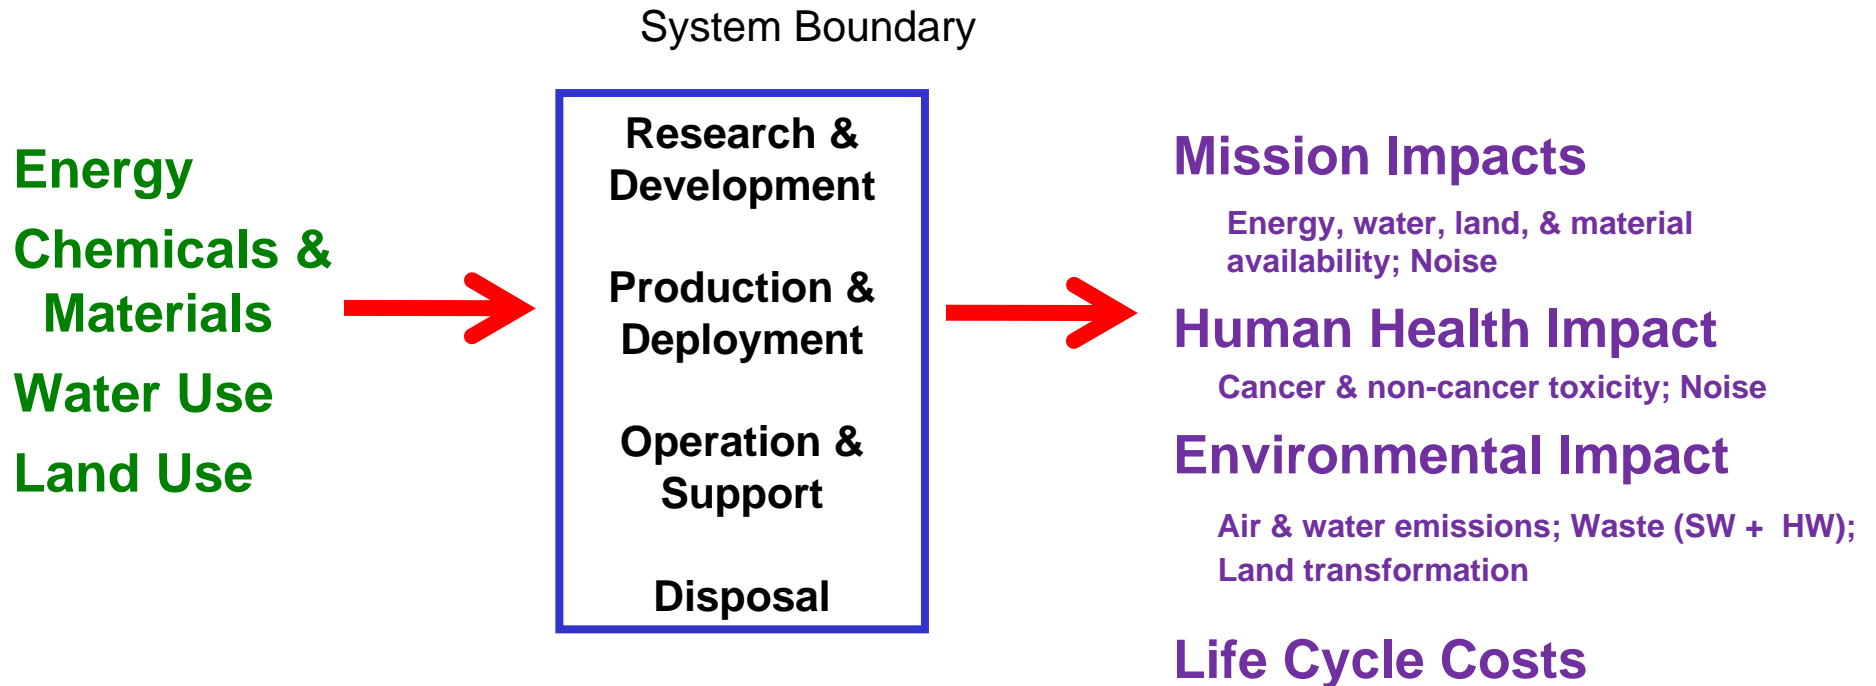 System Boundary
Energy
Chemicals &
Materials
Water Use
Land Use
Research &
Development
Production &
Deployment
Operation &
Support
Disposal
Mission Impacts
Energy, water, land, & material
availability; Noise
Human Health Impact
Cancer & non-cancer toxicity; Noise
Environmental Impact
Air & water emissions; Waste (SW + HW);
Land transformation
Life Cycle Costs